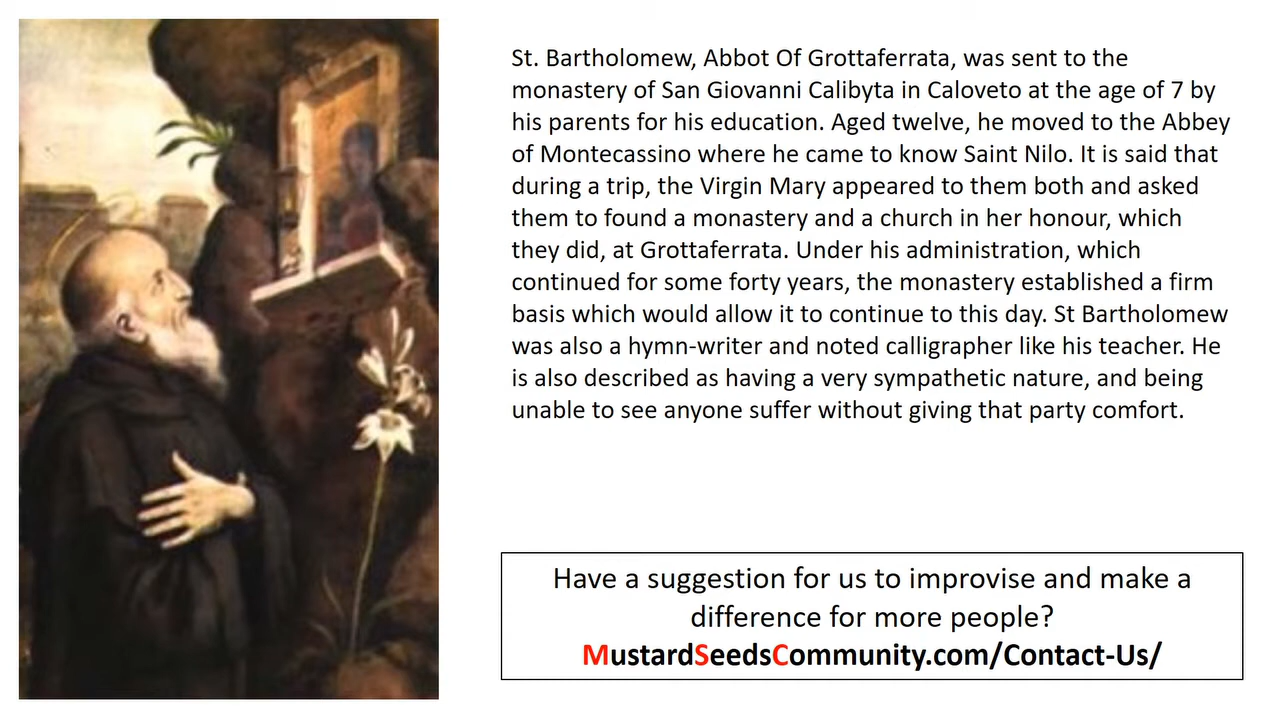 St. Bartholomew, Abbot Of Grottaferrata, was sent to the
monastery of San Giovanni Calibyta in Caloveto at the age of 7 by
his parents for his education. Aged twelve, he moved to the Abbey
of Montecassino where he came to know Saint Nilo. It is said that
during a trip, the Virgin Mary appeared to them both and asked
them to found a monastery and a church in her honour, which
they did, at Grottaferrata. Under his administration, which
continued for some forty years, the monastery established a firm
basis which would allow it to continue to this day. St Bartholomew
was also a hymn-writer and noted calligrapher like his teacher. He
is also described as having a very sympathetic nature, and being
unable to see anyone suffer without giving that party comfort.
Have a suggestion for us to improvise and make a
difference for more people?
MustardSeedsCommunity.com/Contact-Us/